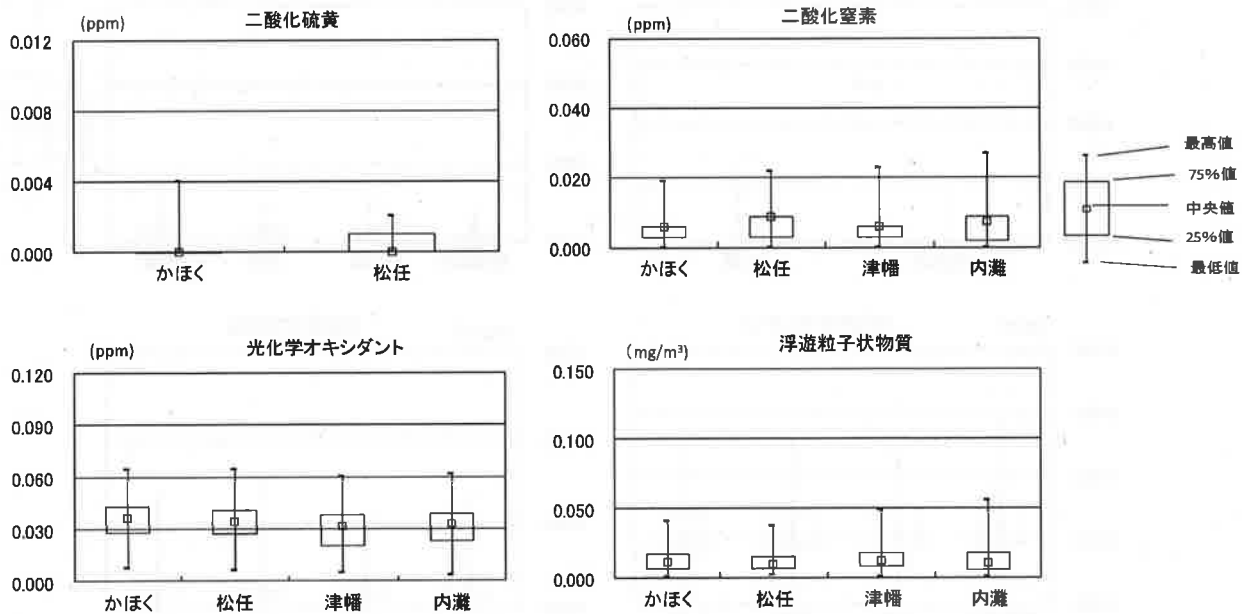 二酸化硫黄
(ppm)
0.012
0.008
0.004
0.000
かほく 松任
二酸化窒素
(ppm)
0.060
0.040
0.020
0.000
かほく 松任 津幡 内灘
最高値
75%値
中央値
25%値
最低値
光化学オキシダント
(ppm)
0.120
0.090
0.060
0.030
0.000
かほく 松任 津幡 内灘
浮遊粒子状物質
(mg/m³)
0.150
0.100
0.050
0.000
かほく 松任 津幡 内灘